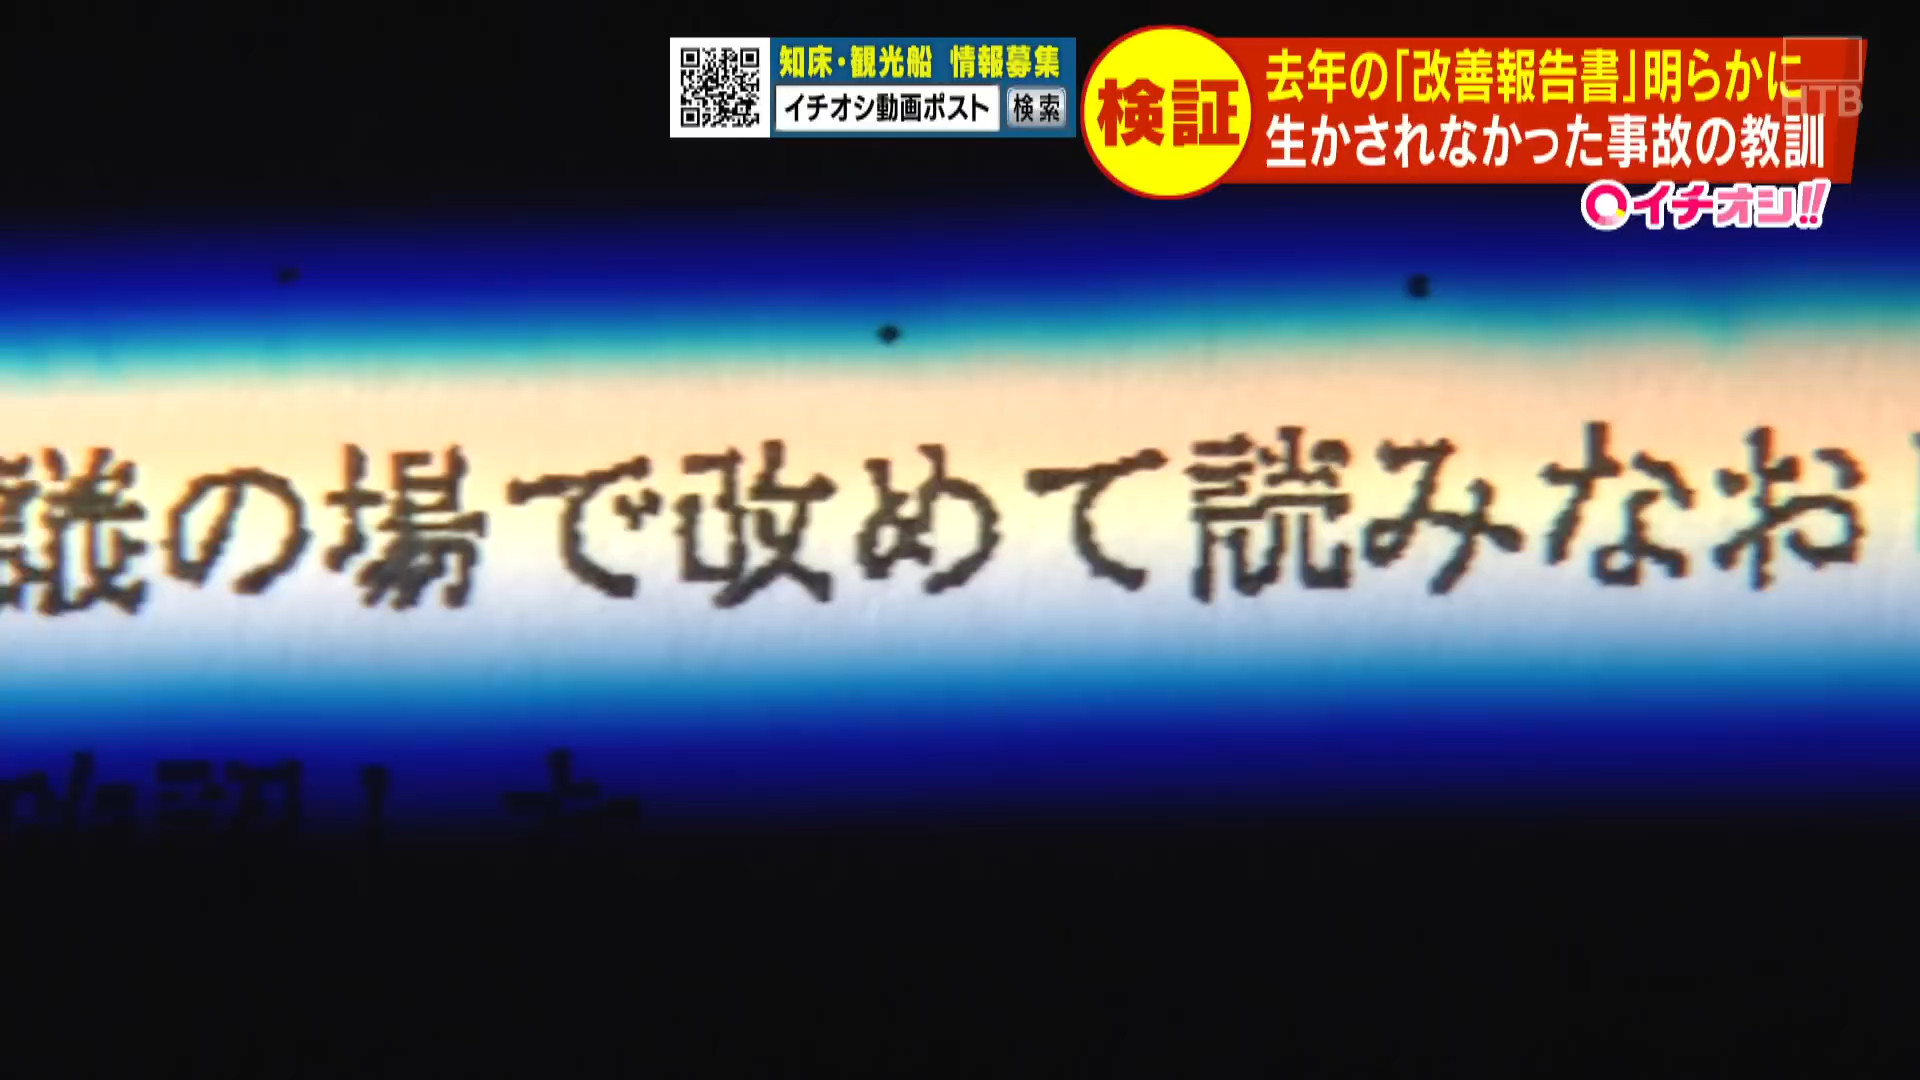 知床・観光船 情報募集
イチオシ動画ポスト 検索
検証
去年の「改善報告書」明らかに
生かされなかった事故の教訓
HTB
イチオシ!!
議の場で改めて読みなおし